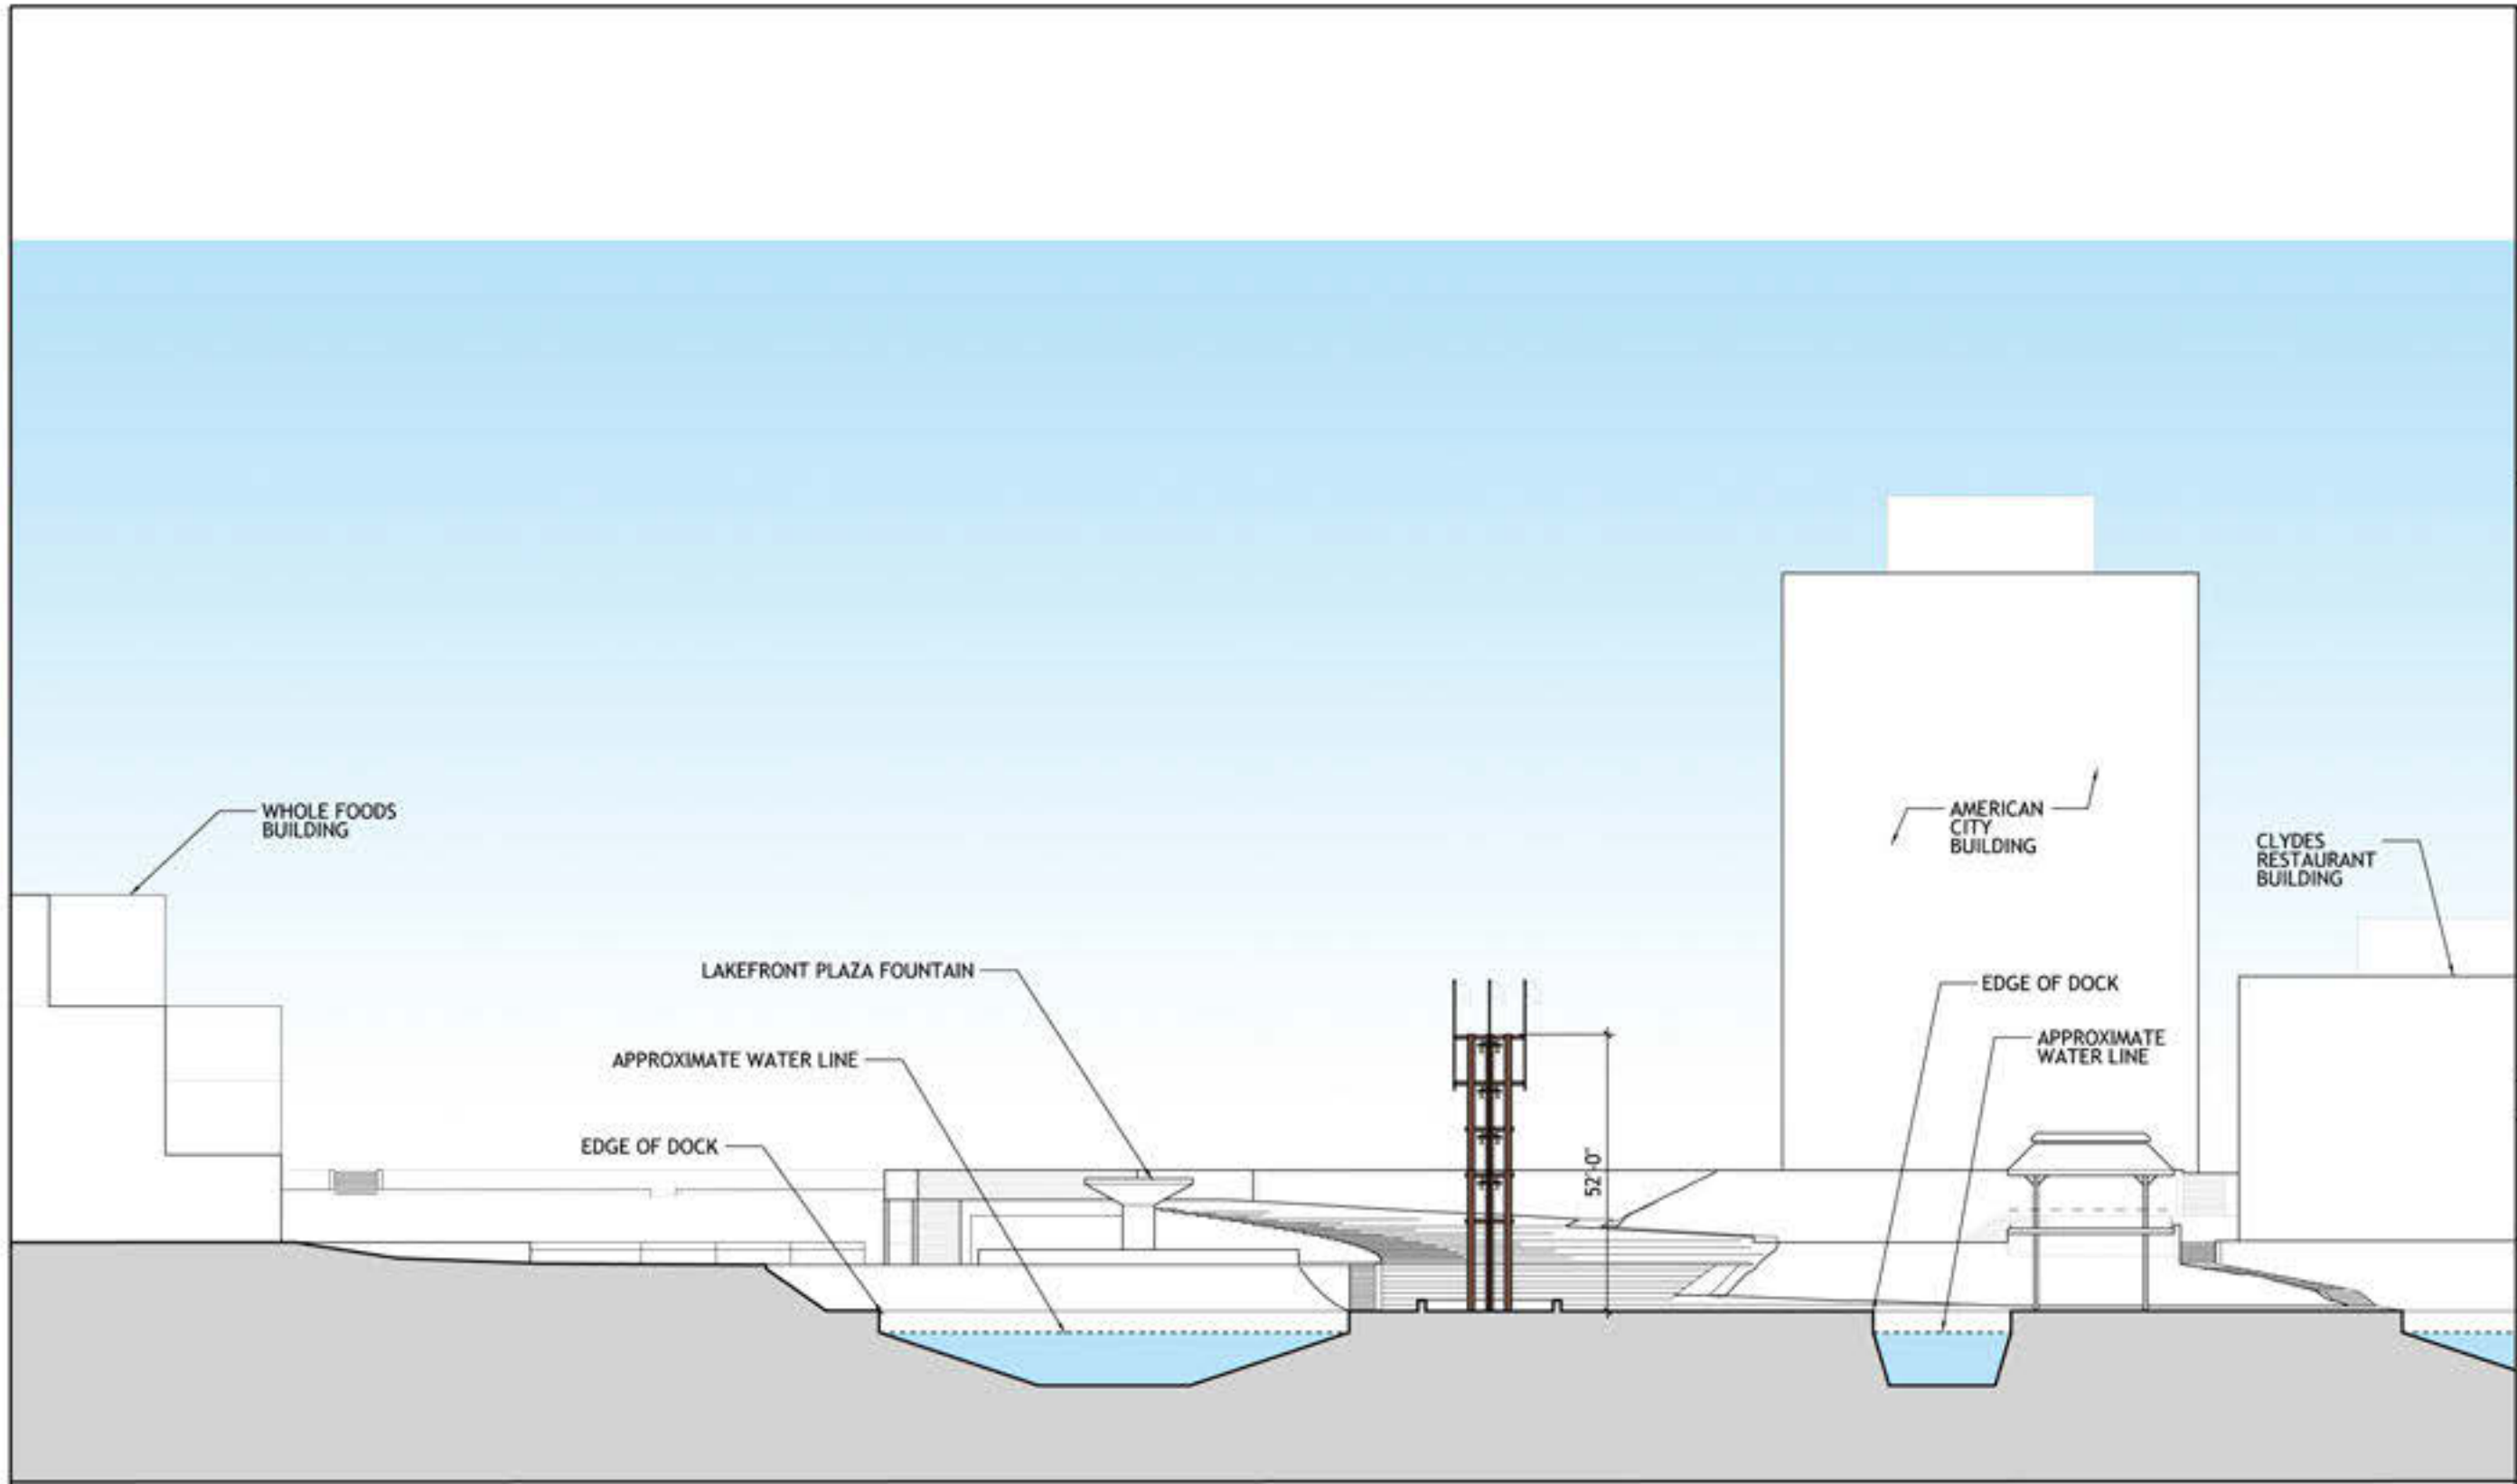 WHOLE FOODS
BUILDING
AMERICAN
CITY
BUILDING
CLYDES
RESTAURANT
BUILDING
LAKEFRONT PLAZA FOUNTAIN
EDGE OF DOCK
APPROXIMATE WATER LINE
APPROXIMATE
WATER LINE
EDGE OF DOCK
52'-0"